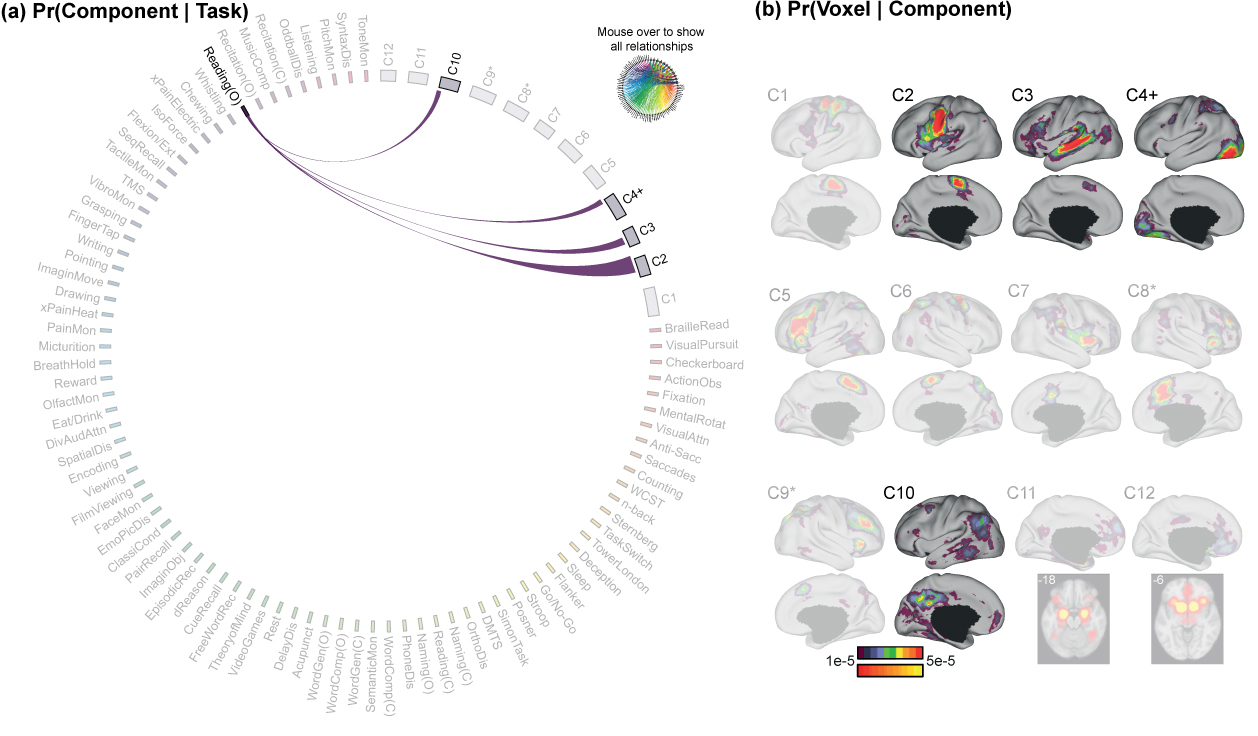 (a) Pr(Component | Task)
Mouse over to show
all relationships
Reading(O)
Recitation(O)
MusicComp
Recitation(C)
OddballDis
Listening
PitchMon
SyntaxDis
ToneMon
C12
C11
C10
C9*
C8*
C7
C6
C5
C4+
C3
C2
C1
BrailleRead
VisualPursuit
Checkerboard
ActionObs
Fixation
MentalRotat
VisualAttn
Anti-Sacc
Saccades
Counting
WCST
n-back
Sternberg
TaskSwitch
TowerLondon
Deception
Sleep
Flanker
Go/No-Go
Stroop
Posner
SimonTask
DMTS
OrthoDis
Naming(C)
Reading(C)
Naming(O)
PhoneDis
WordComp(C)
SemanticMon
WordGen(C)
WordComp(O)
WordGen(O)
Acupunct
DelayDis
Rest
VideoGames
TheoryofMind
FreeWordRec
CueRecall
dReason
EpisodicRec
ImaginObj
PairRecall
ClassiCond
EmoPicDis
FaceMon
FilmViewing
Viewing
Encoding
SpatialDis
DivAudAttn
Eat/Drink
OlfactMon
Reward
BreathHold
Micturition
PainMon
xPainHeat
Drawing
ImaginMove
Pointing
Writing
FingerTap
Grasping
VibroMon
TMS
TactileMon
SeqRecall
Flexion/Ext
IsoForce
xPainElectric
Chewing
Whistling
(b) Pr(Voxel | Component)
C1
C2
C3
C4+
C5
C6
C7
C8*
C9*
C10
C11
C12
-18
-6
1e-5
5e-5